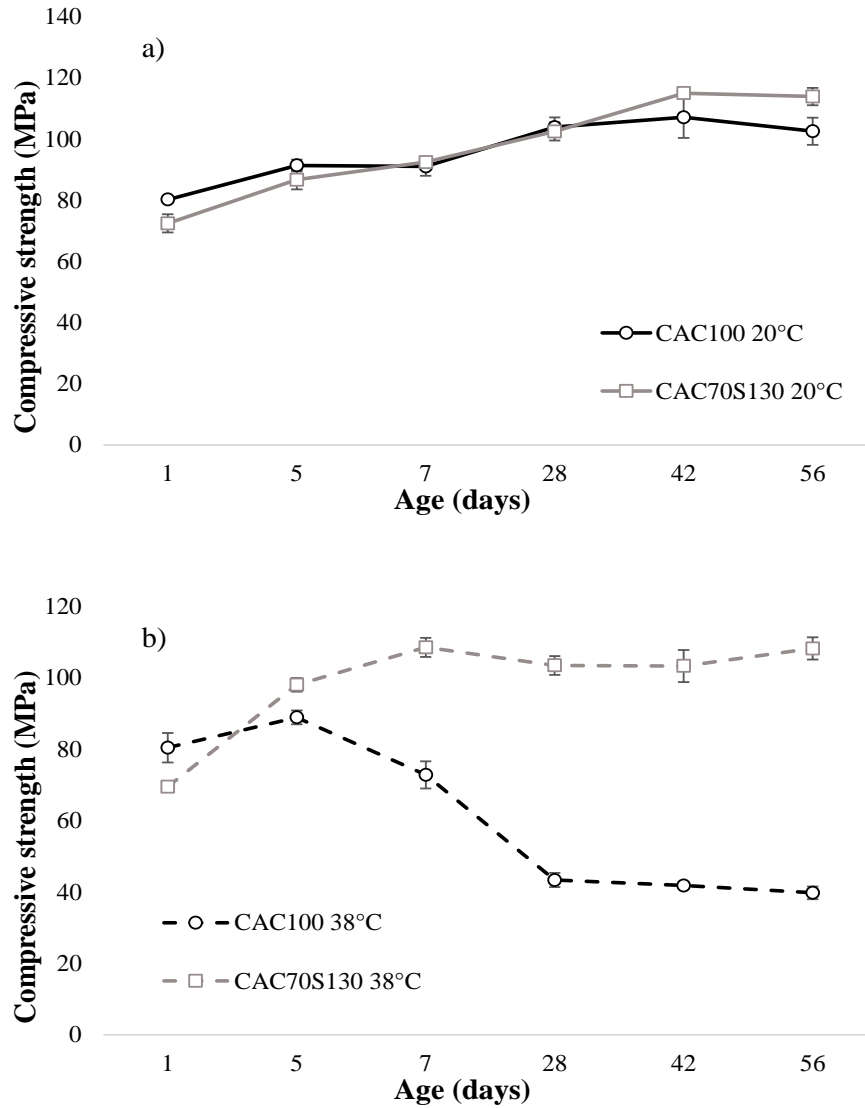 a)
Compressive strength (MPa)
140
120
100
80
60
40
20
0
CAC100 20°C
CAC70S130 20°C
1 5 7 28 42 56
Age (days)
b)
Compressive strength (MPa)
120
100
80
60
40
20
0
CAC100 38°C
CAC70S130 38°C
1 5 7 28 42 56
Age (days)